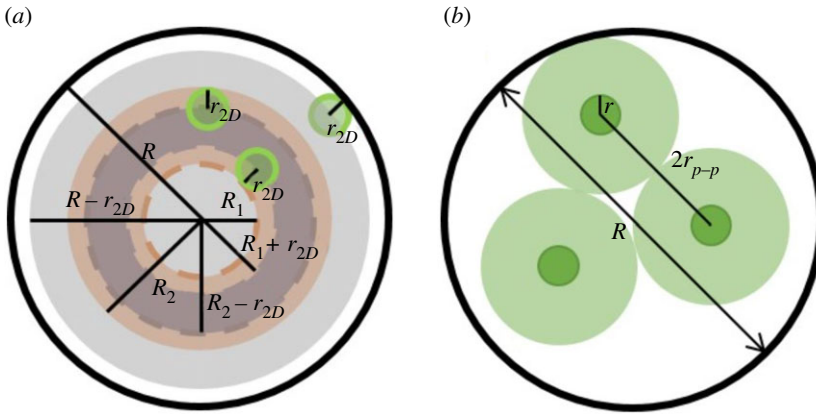 (a)
(b)
r2D
r2D
r
R
r2D
2rp–p
R – r2D
R1
R
R1 + r2D
R2
R2 – r2D